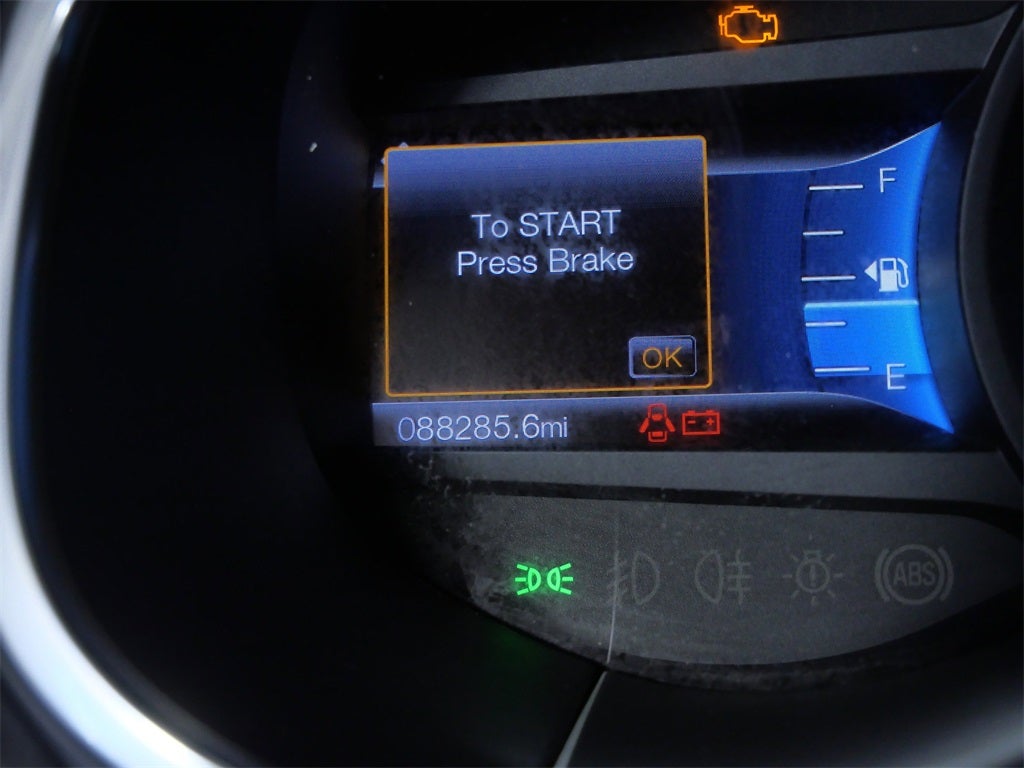 To START
Press Brake
OK
F
E
088285.6mi
ABS